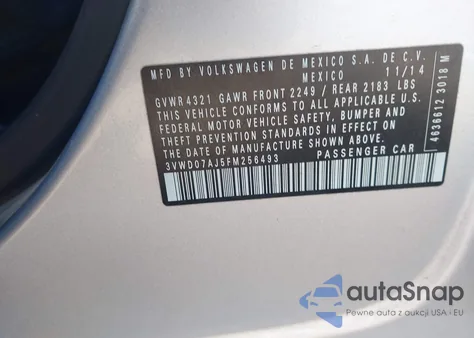 MFD. BY VOLKSWAGEN DE MEXICO S.A. DE C.V.
MEXICO 11/14
GVWR 4321 GAWR FRONT 2249 / REAR 2183 LBS
THIS VEHICLE CONFORMS TO ALL APPLICABLE
FEDERAL MOTOR VEHICLE SAFETY, BUMPER AND
THEFT PREVENTION STANDARDS IN EFFECT ON
THE DATE OF MANUFACTURE SHOWN ABOVE
3VWD07AJ5FM256493 PASSENGER CAR
4636612 3018 M
autaSnap
Pewne auta z aukcji USA - EU